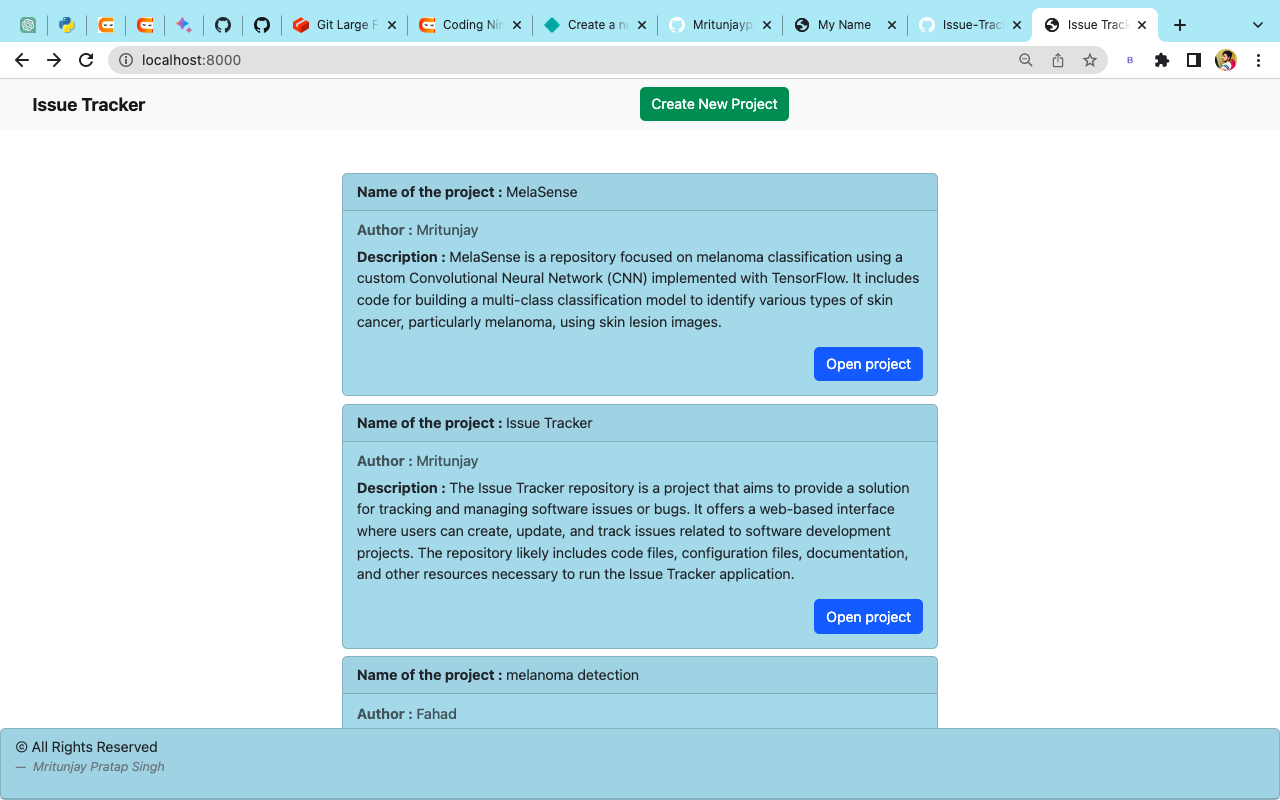 Git Large F
Coding Nin
Create a ne
Mritunjayp
My Name
Issue-Trac
Issue Track
localhost:8000
B
Issue Tracker
Create New Project
Name of the project : MelaSense
Author : Mritunjay
Description : MelaSense is a repository focused on melanoma classification using a
custom Convolutional Neural Network (CNN) implemented with TensorFlow. It includes
code for building a multi-class classification model to identify various types of skin
cancer, particularly melanoma, using skin lesion images.
Open project
Name of the project : Issue Tracker
Author : Mritunjay
Description : The Issue Tracker repository is a project that aims to provide a solution
for tracking and managing software issues or bugs. It offers a web-based interface
where users can create, update, and track issues related to software development
projects. The repository likely includes code files, configuration files, documentation,
and other resources necessary to run the Issue Tracker application.
Open project
Name of the project : melanoma detection
Author : Fahad
© All Rights Reserved
— Mritunjay Pratap Singh